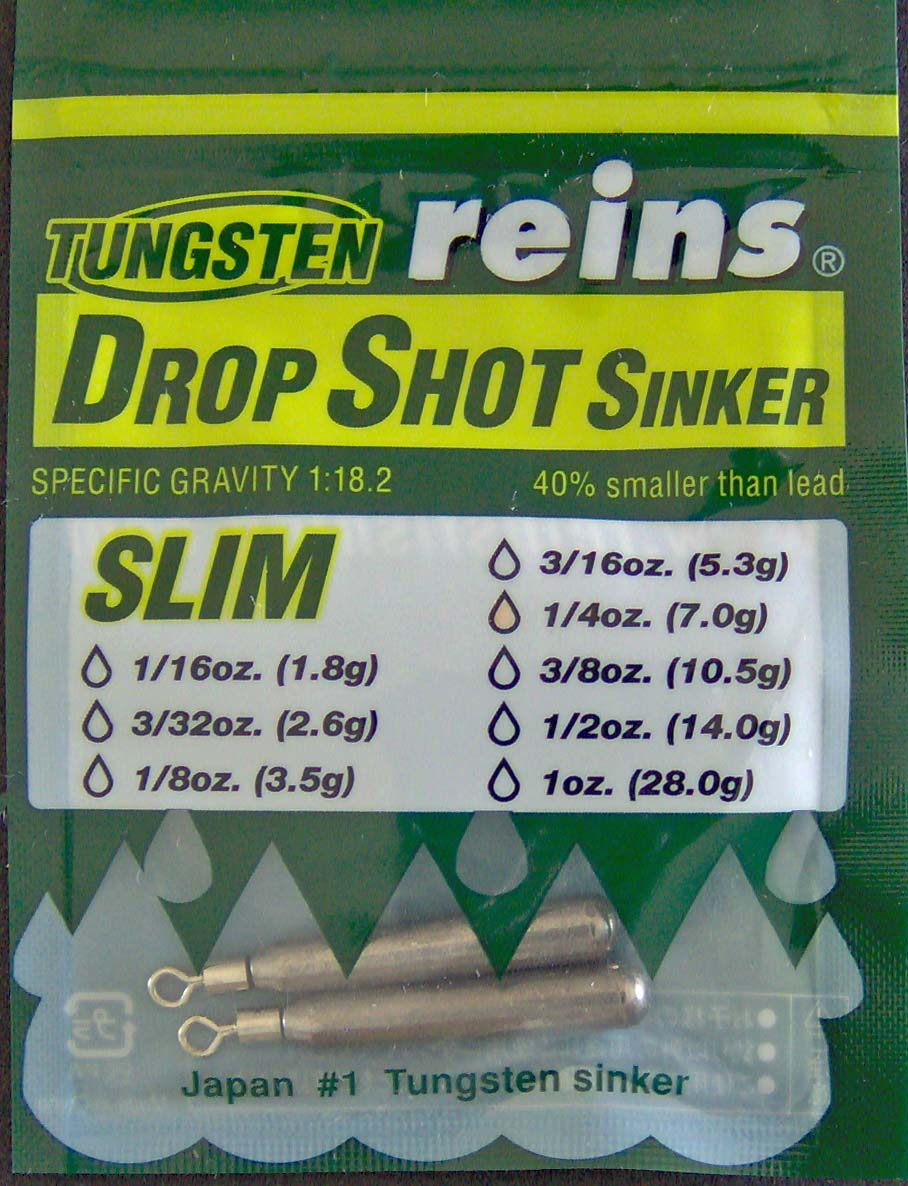 TUNGSTEN reins®
DROP SHOT SINKER
SPECIFIC GRAVITY 1:18.2 40% smaller than lead
SLIM
1/16oz. (1.8g)
3/32oz. (2.6g)
1/8oz. (3.5g)
3/16oz. (5.3g)
1/4oz. (7.0g)
3/8oz. (10.5g)
1/2oz. (14.0g)
1oz. (28.0g)
プラ
Japan #1 Tungsten sinker